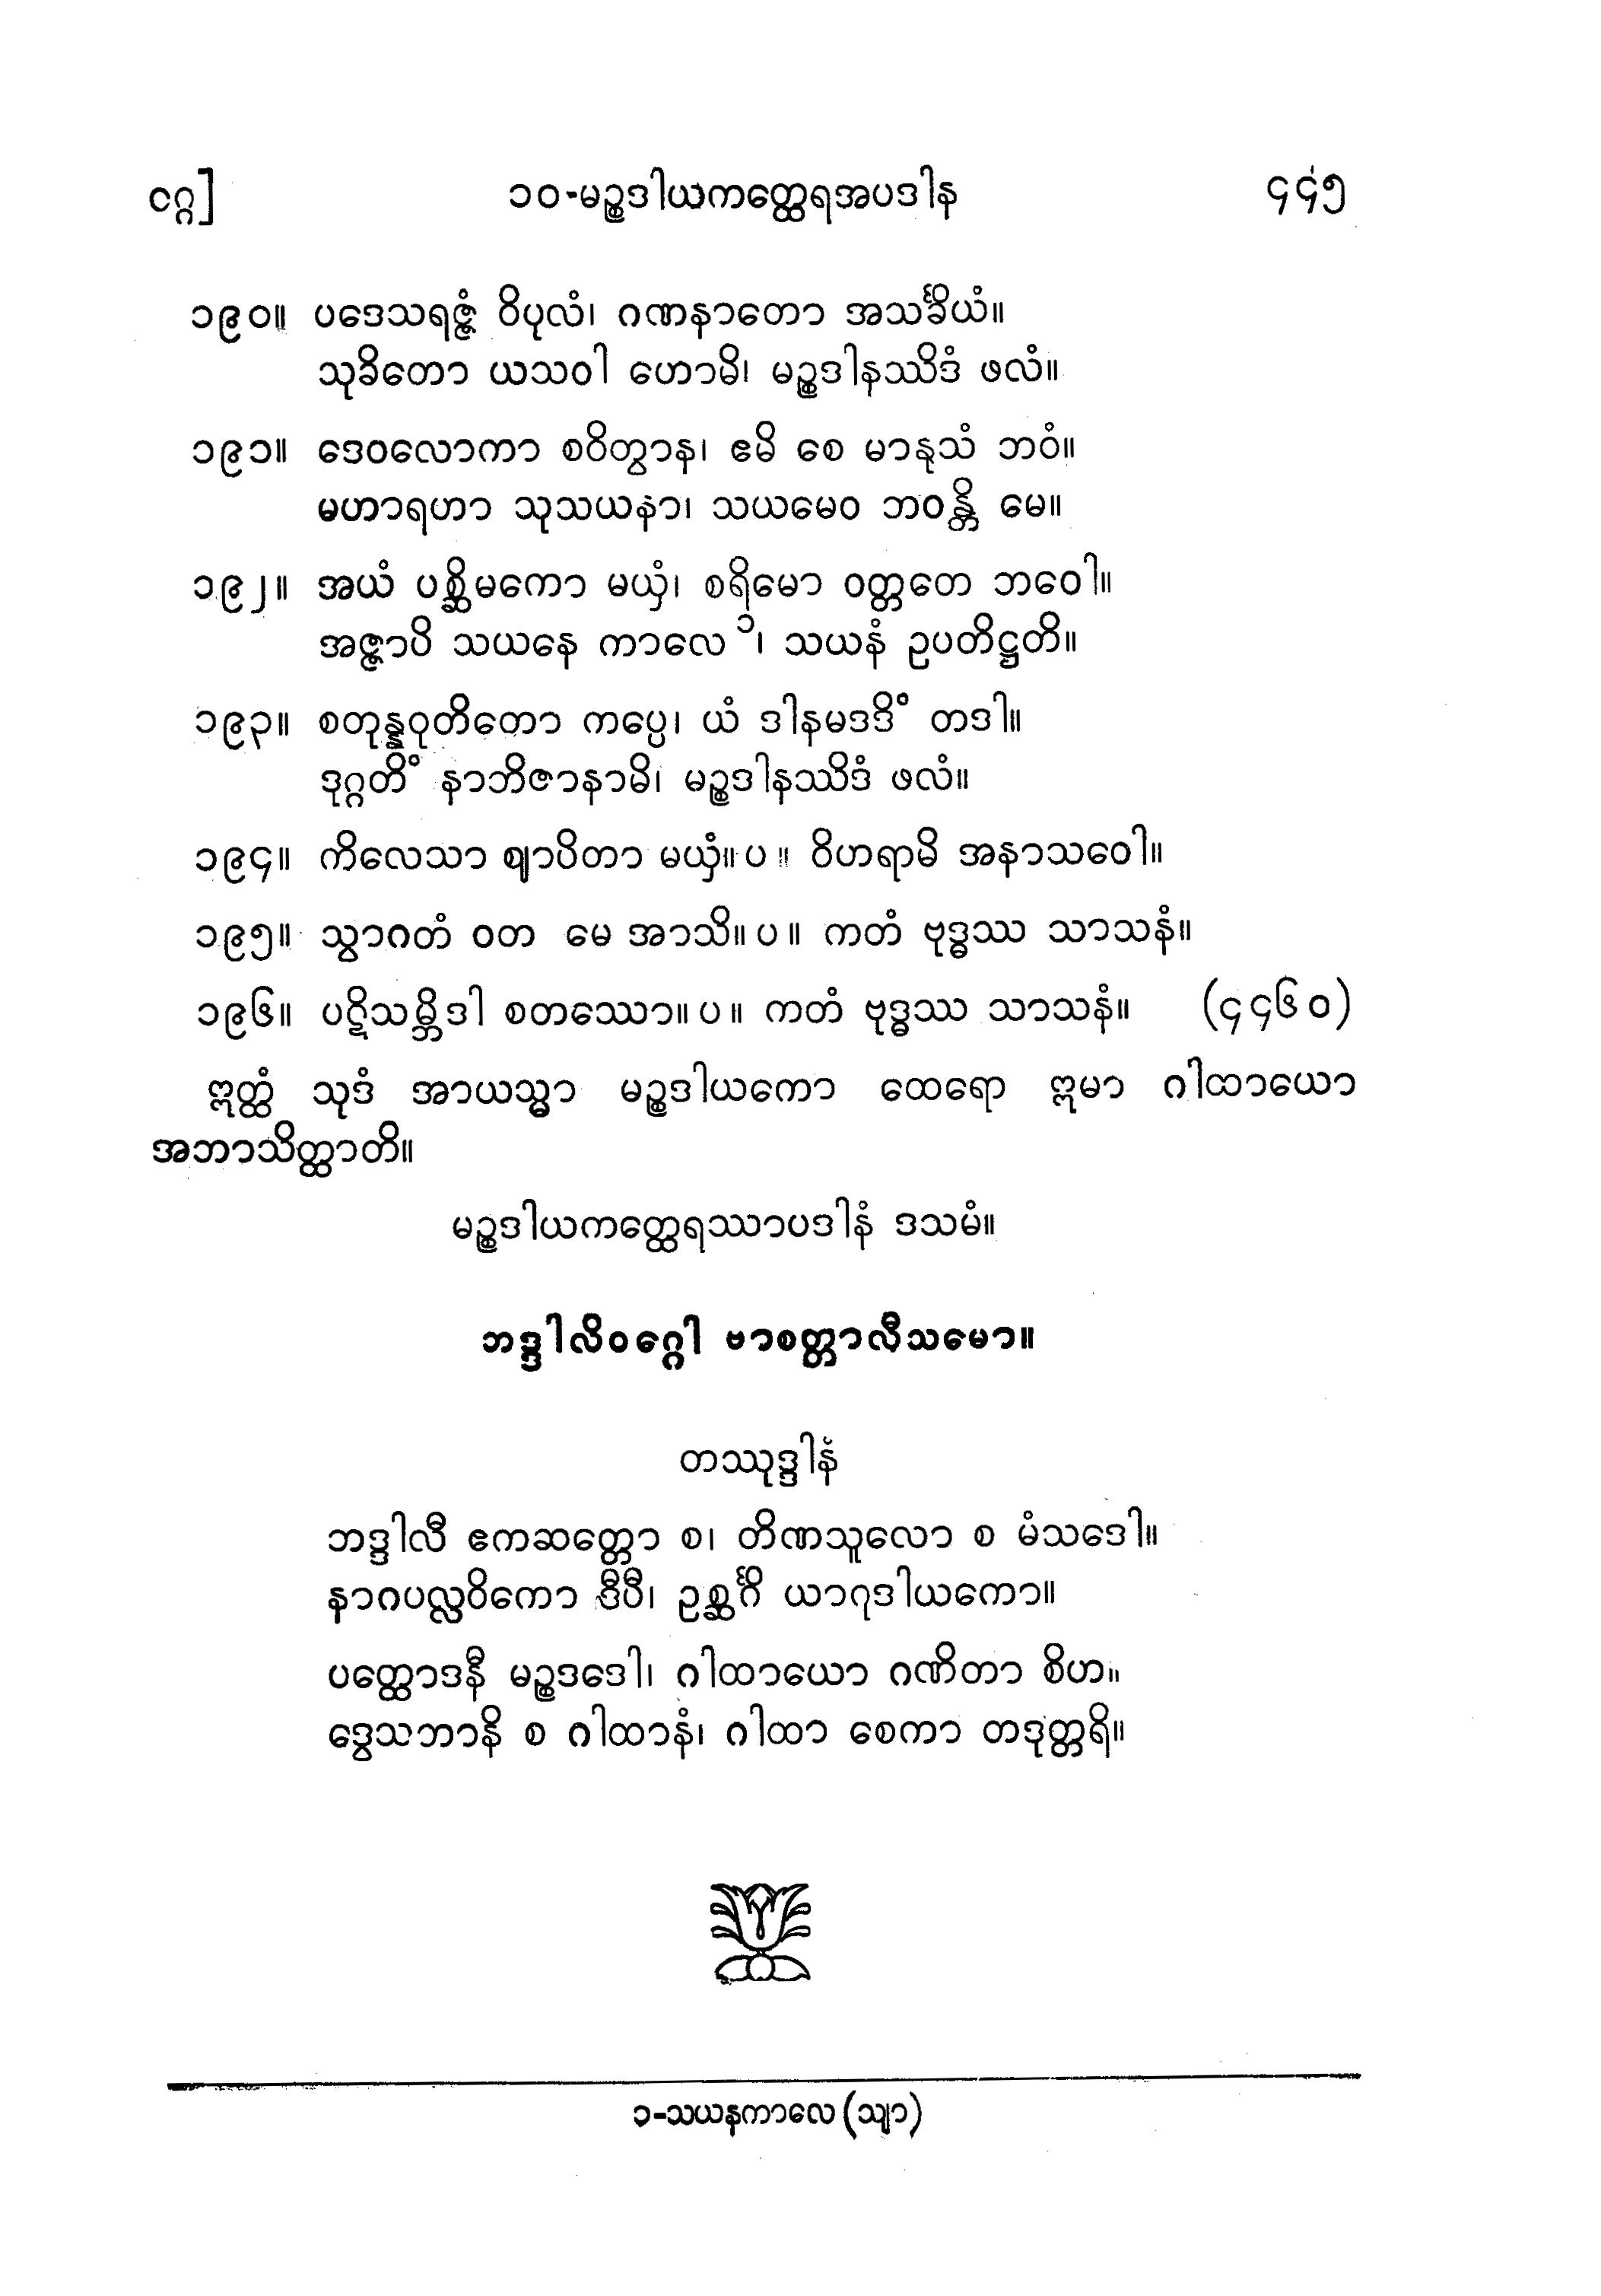 ဝဂ္ဂ] ၁၀-မဉ္စဒါယကတ္ထေရအပဒါန ၄၄၅
၁၉၀။ ပဒေသရဇ္ဇံ ဝိပုလံ၊ ဂဏနာတော အသင်္ခိယံ။
သုခိတော ယသဝါ ဟောမိ၊ မဉ္စဒါနဿိဒံ ဖလံ။
၁၉၁။ ဒေဝလောကာ စဝိတွာန၊ ဧမိ စေ မာနုသံ ဘဝံ။
မဟာရဟာ သုသယနာ၊ သယမေဝ ဘဝန္တိ မေ။
၁၉၂။ အယံ ပစ္ဆိမကော မယှံ၊ စရိမော ဝတ္တတေ ဘဝေါ။
အဇ္ဇာပိ သယနေ ကာလေ ၁၊ သယနံ ဥပတိဋ္ဌတိ။
၁၉၃။ စတုန္နဝုတိတော ကပ္ပေ၊ ယံ ဒါနမဒဒိံ တဒါ။
ဒုဂ္ဂတိံ နာဘိဇာနာမိ၊ မဉ္စဒါနဿိဒံ ဖလံ။
၁၉၄။ ကိလေသာ ဈာပိတာ မယှံ။ ပ ။ ဝိဟရာမိ အနာသဝေါ။
၁၉၅။ သွာဂတံ ဝတ မေ အာသိ။ ပ ။ ကတံ ဗုဒ္ဓဿ သာသနံ။
၁၉၆။ ပဋိသမ္ဘိဒါ စတဿော။ ပ ။ ကတံ ဗုဒ္ဓဿ သာသနံ။ (၄၄၆၀)
ဣတ္ထံ သုဒံ အာယသ္မာ မဉ္စဒါယကော ထေရော ဣမာ ဂါထာယော
အဘာသိတ္ထာတိ။
မဉ္စဒါယကတ္ထေရဿာပဒါနံ ဒသမံ။
ဘဒ္ဒါလိဝဂ္ဂေါ ဗာစတ္တာလီသမော။
တဿုဒ္ဒါနံ
ဘဒ္ဒါလီ ဧကဆတ္တော စ၊ တိဏသူလော စ မံသဒေါ။
နာဂပလ္လဝိကော ဒီပီ၊ ဥစ္ဆင်္ဂိ ယာဂုဒါယကော။
ပတ္ထောဒနီ မဉ္စဒဒေါ၊ ဂါထာယော ဂဏိတာ စိဟ။
ဒွေသဘာနိ စ ဂါထာနံ၊ ဂါထာ စေကာ တဒုတ္တရိ။
၁-သယနကာလေ (သျာ)